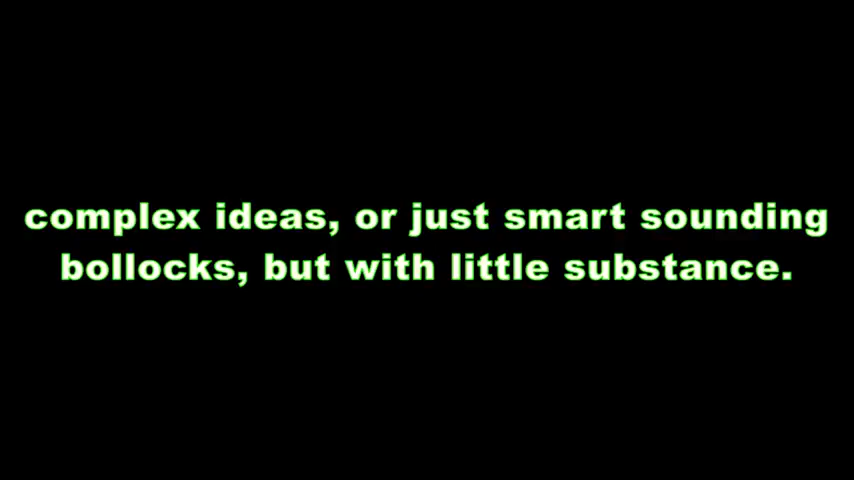 complex ideas, or just smart sounding
bollocks, but with little substance.